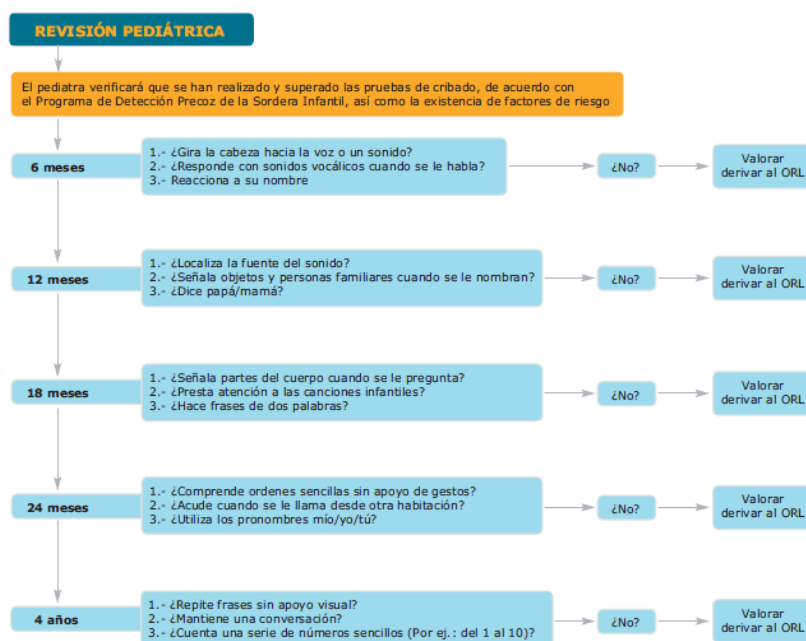 REVISIÓN PEDIÁTRICA
El pediatra verificará que se han realizado y superado las pruebas de cribado, de acuerdo con
el Programa de Detección Precoz de la Sordera Infantil, así como la existencia de factores de riesgo
6 meses
1.- ¿Gira la cabeza hacia la voz o un sonido?
2.- ¿Responde con sonidos vocálicos cuando se le habla?
3.- Reacciona a su nombre
¿No?
Valorar
derivar al ORL
12 meses
1.- ¿Localiza la fuente del sonido?
2.- ¿Señala objetos y personas familiares cuando se le nombran?
3.- ¿Dice papá/mamá?
¿No?
Valorar
derivar al ORL
18 meses
1.- ¿Señala partes del cuerpo cuando se le pregunta?
2.- ¿Presta atención a las canciones infantiles?
3.- ¿Hace frases de dos palabras?
¿No?
Valorar
derivar al ORL
24 meses
1.- ¿Comprende ordenes sencillas sin apoyo de gestos?
2.- ¿Acude cuando se le llama desde otra habitación?
3.- ¿Utiliza los pronombres mío/yo/tú?
¿No?
Valorar
derivar al ORL
4 años
1.- ¿Repite frases sin apoyo visual?
2.- ¿Mantiene una conversación?
3.- ¿Cuenta una serie de números sencillos (Por ej.: del 1 al 10)?
¿No?
Valorar
derivar al ORL